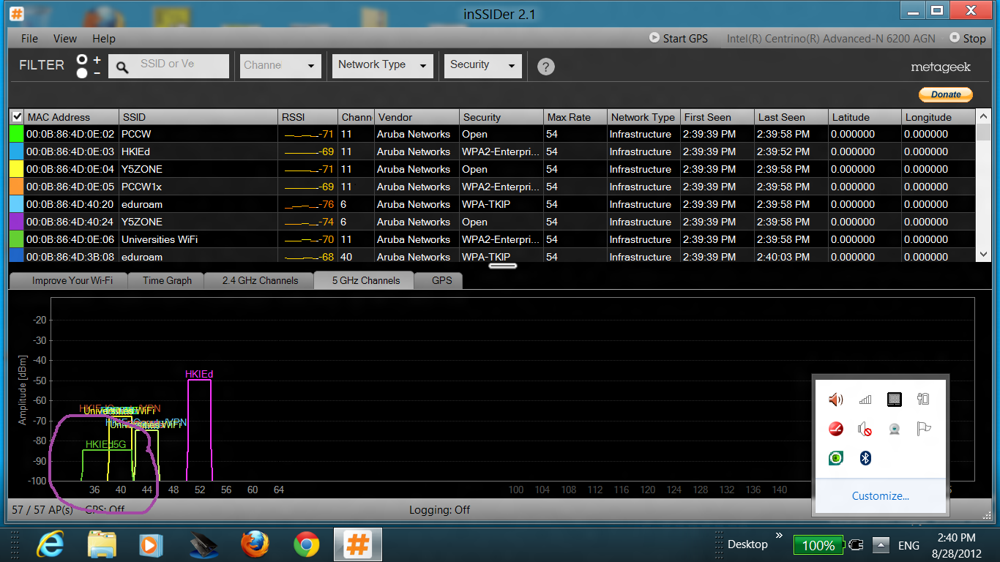 inSSIDer 2.1
File View Help Start GPS Intel(R) Centrino(R) Advanced-N 6200 AGN Stop
FILTER + - SSID or Ve Channel Network Type Security ? metageek
Donate
MAC Address SSID RSSI Chann Vendor Security Max Rate Network Type First Seen Last Seen Latitude Longitude
00:0B:86:4D:0E:02 PCCW -71 11 Aruba Networks Open 54 Infrastructure 2:39:39 PM 2:39:58 PM 0.000000 0.000000
00:0B:86:4D:0E:03 HKIEd -69 11 Aruba Networks WPA2-Enterpri... 54 Infrastructure 2:39:39 PM 2:39:52 PM 0.000000 0.000000
00:0B:86:4D:0E:04 Y5ZONE -71 11 Aruba Networks Open 54 Infrastructure 2:39:39 PM 2:39:58 PM 0.000000 0.000000
00:0B:86:4D:0E:05 PCCW1x -69 11 Aruba Networks WPA2-Enterpri... 54 Infrastructure 2:39:39 PM 2:39:58 PM 0.000000 0.000000
00:0B:86:4D:40:20 eduroam -76 6 Aruba Networks WPA-TKIP 54 Infrastructure 2:39:39 PM 2:39:58 PM 0.000000 0.000000
00:0B:86:4D:40:24 Y5ZONE -74 6 Aruba Networks Open 54 Infrastructure 2:39:39 PM 2:39:58 PM 0.000000 0.000000
00:0B:86:4D:0E:06 Universities WiFi -70 11 Aruba Networks WPA2-Enterpri... 54 Infrastructure 2:39:39 PM 2:39:58 PM 0.000000 0.000000
00:0B:86:4D:3B:08 eduroam -68 40 Aruba Networks WPA-TKIP 54 Infrastructure 2:39:39 PM 2:40:03 PM 0.000000 0.000000
Improve Your Wi-Fi Time Graph 2.4 GHz Channels 5 GHz Channels GPS
Amplitude [dBm]
-20
-30
-40
-50
-60
-70
-80
-90
-100
HKIEd
Universities WiFi
Universities WiFi
HKIEd5G
36 40 44 48 52 56 60 64 100 104 108 112 116 120 124 128 132 136 140
Customize...
57 / 57 AP(s) GPS: Off Logging: Off
Desktop » 100% ENG 2:40 PM
8/28/2012